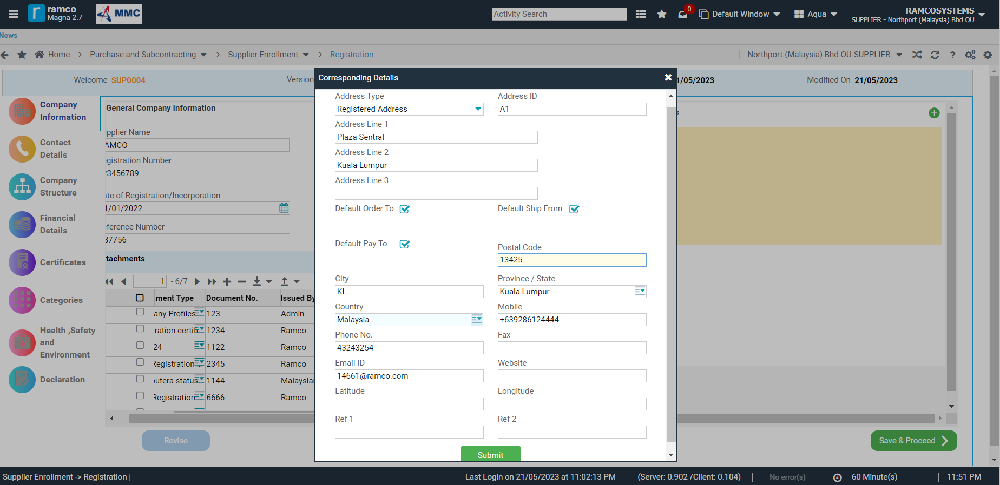 ramco
Magna 2.7
MMC
Activity Search
0
Default Window
Aqua
RAMCOSYSTEMS
SUPPLIER - Northport (Malaysia) Bhd OU
News
Home > Purchase and Subcontracting > Supplier Enrollment > Registration
Northport (Malaysia) Bhd OU-SUPPLIER
?
Welcome SUP0004
Version
1/05/2023
Modified On 21/05/2023
Company
Information
Contact
Details
Company
Structure
Financial
Details
Certificates
Categories
Health ,Safety
and
Environment
Declaration
General Company Information
pplier Name
AMCO
gistration Number
23456789
te of Registration/Incorporation
1/01/2022
ference Number
37756
tachments
1 - 6/7
ment Type Document No. Issued By
any Profiles... 123 Admin
ration certifi... 1234 Ramco
24 1122 Ramco
Registration... 2345 Ramco
outera status... 1144 Malaysian
Registration... 6666 Ramco
Revise
Corresponding Details
Address Type Address ID
Registered Address A1
Address Line 1
Plaza Sentral
Address Line 2
Kuala Lumpur
Address Line 3
Default Order To Default Ship From
Default Pay To Postal Code
13425
City Province / State
KL Kuala Lumpur
Country Mobile
Malaysia +639286124444
Phone No. Fax
43243254
Email ID Website
14661@ramco.com
Latitude Longitude
Ref 1 Ref 2
Submit
s
Save & Proceed
Supplier Enrollment -> Registration |
Last Login on 21/05/2023 at 11:02:13 PM
(Server: 0.902 /Client: 0.104)
No error(s)
60 Minute(s)
11:51 PM